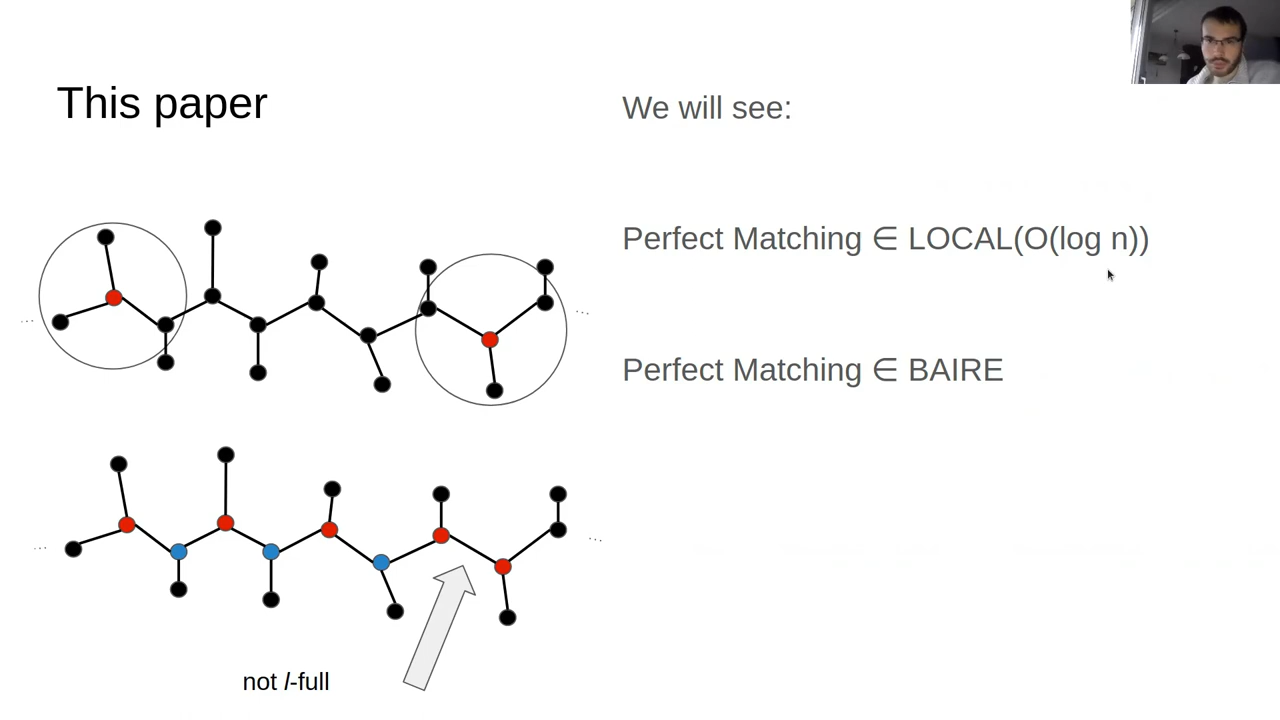 This paper
We will see:
Perfect Matching ∈ LOCAL(O(log n))
Perfect Matching ∈ BAIRE
not l-full